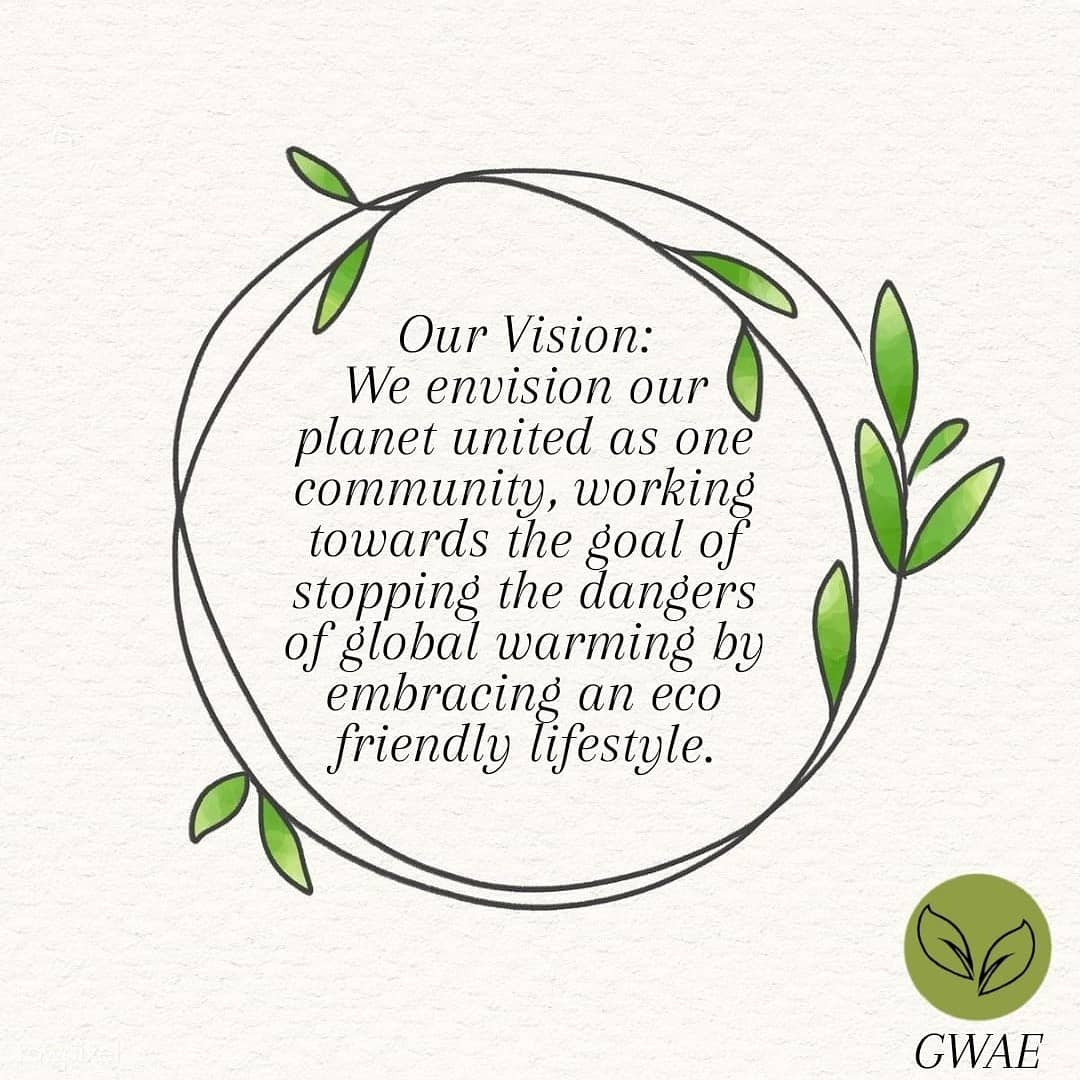 Our Vision:
We envision our
planet united as one
community, working
towards the goal of
stopping the dangers
of global warming by
embracing an eco
friendly lifestyle.
GWAE